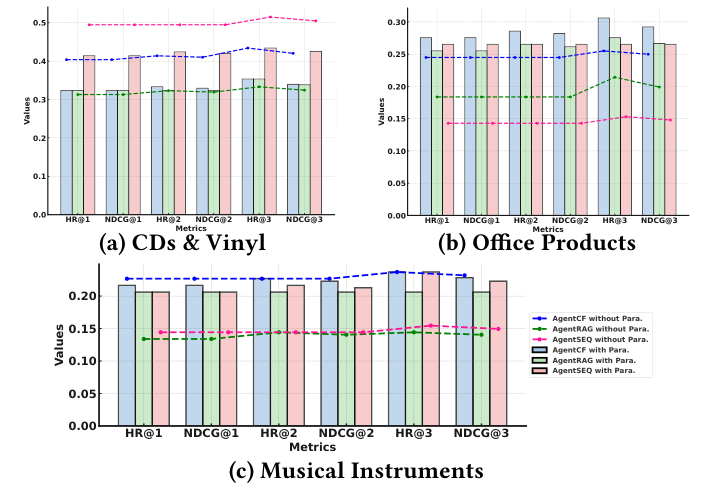 0.5
0.4
0.3
0.2
0.1
0.0
Values
HR@1 NDCG@1 HR@2 NDCG@2 HR@3 NDCG@3
Metrics
(a) CDs & Vinyl
0.30
0.25
0.20
0.15
0.10
0.05
0.00
Values
HR@1 NDCG@1 HR@2 NDCG@2 HR@3 NDCG@3
Metrics
(b) Office Products
0.20
0.15
0.10
0.05
0.00
Values
HR@1 NDCG@1 HR@2 NDCG@2 HR@3 NDCG@3
Metrics
AgentCF without Para.
AgentRAG without Para.
AgentSEQ without Para.
AgentCF with Para.
AgentRAG with Para.
AgentSEQ with Para.
(c) Musical Instruments